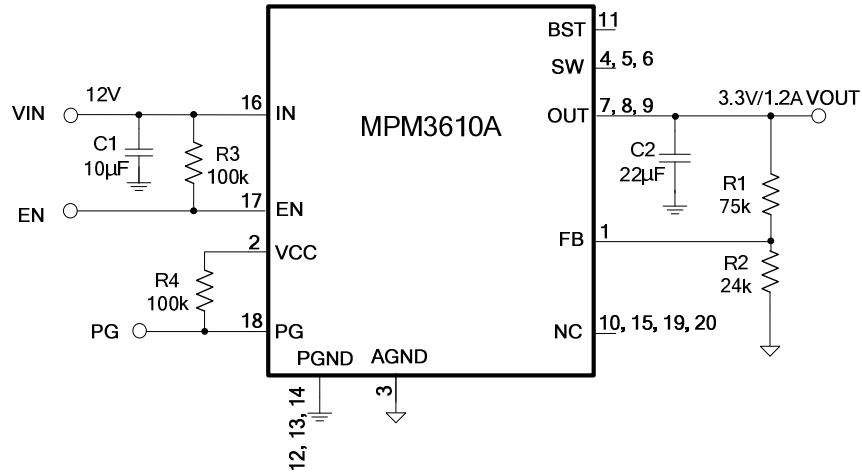 BST 11
SW 4, 5, 6
12V
VIN
16 IN
MPM3610A
OUT 7, 8, 9
3.3V/1.2A VOUT
C1
10µF
R3
100k
C2
22µF
R1
75k
EN
17 EN
2 VCC
FB 1
R4
100k
R2
24k
PG
18 PG
NC 10, 15, 19, 20
PGND AGND
12, 13, 14
3